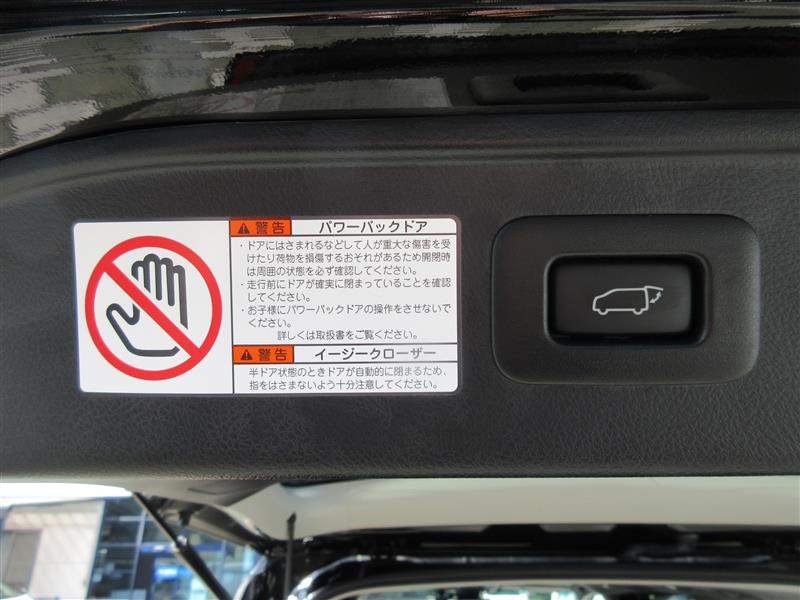 警告 パワーバックドア
・ドアにはさまれるなどして人が重大な傷害を受
けたり荷物を損傷するおそれがあるため開閉時
は周囲の状態を必ず確認してください。
・走行前にドアが確実に閉まっていることを確認
してください。
・お子様にパワーバックドアの操作をさせないで
ください。
詳しくは取扱書をご覧ください。
警告 イージークローザー
半ドア状態のときドアが自動的に閉まるため、
指をはさまないよう十分注意してください。